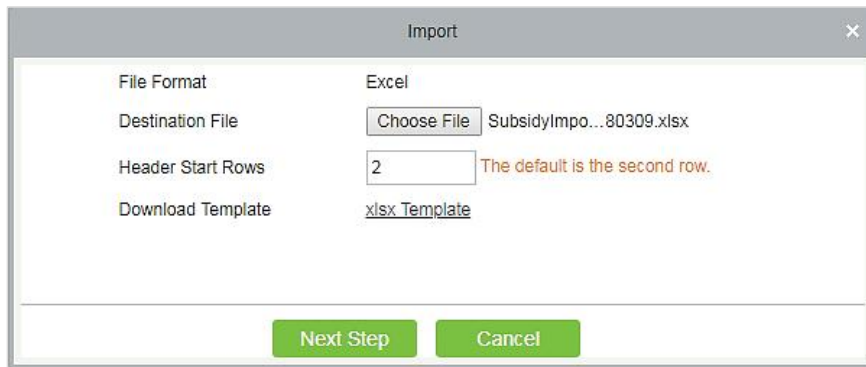 Import
×
File Format Excel
Destination File Choose File SubsidyImpo...80309.xlsx
Header Start Rows 2 The default is the second row.
Download Template xlsx Template
Next Step Cancel